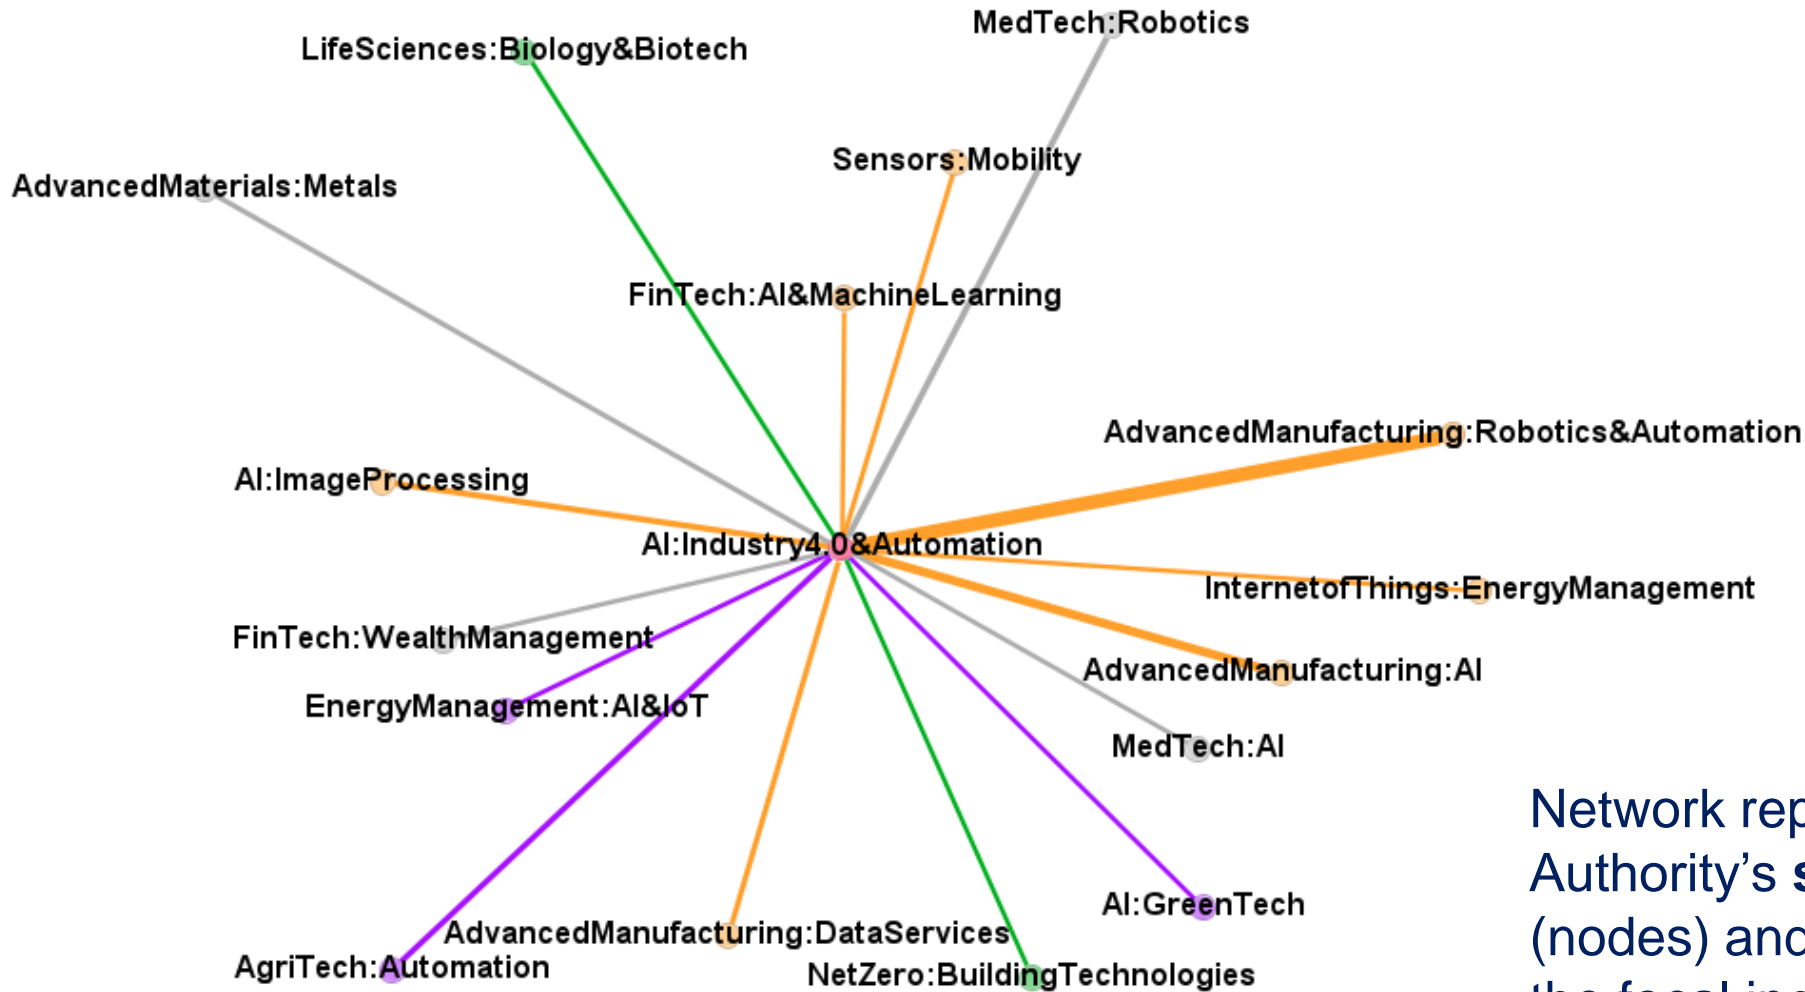 MedTech:Robotics
LifeSciences:Biology&Biotech
Sensors:Mobility
AdvancedMaterials:Metals
FinTech:AI&MachineLearning
AdvancedManufacturing:Robotics&Automation
AI:ImageProcessing
AI:Industry4.0&Automation
InternetofThings:EnergyManagement
FinTech:WealthManagement
AdvancedManufacturing:AI
EnergyManagement:AI&IoT
MedTech:AI
Network rep
Authority’s s
(nodes) and
AI:GreenTech
AdvancedManufacturing:DataServices
AgriTech:Automation
NetZero:BuildingTechnologies